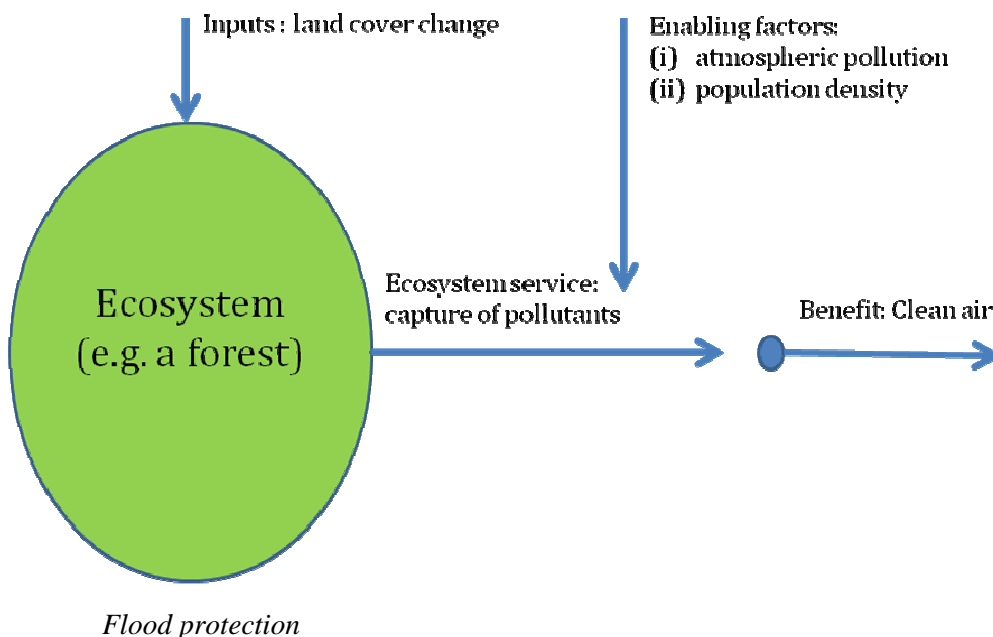 Inputs : land cover change
Enabling factors:
(i) atmospheric pollution
(ii) population density
Ecosystem
(e.g. a forest)
Ecosystem service:
capture of pollutants
Benefit: Clean air
Flood protection